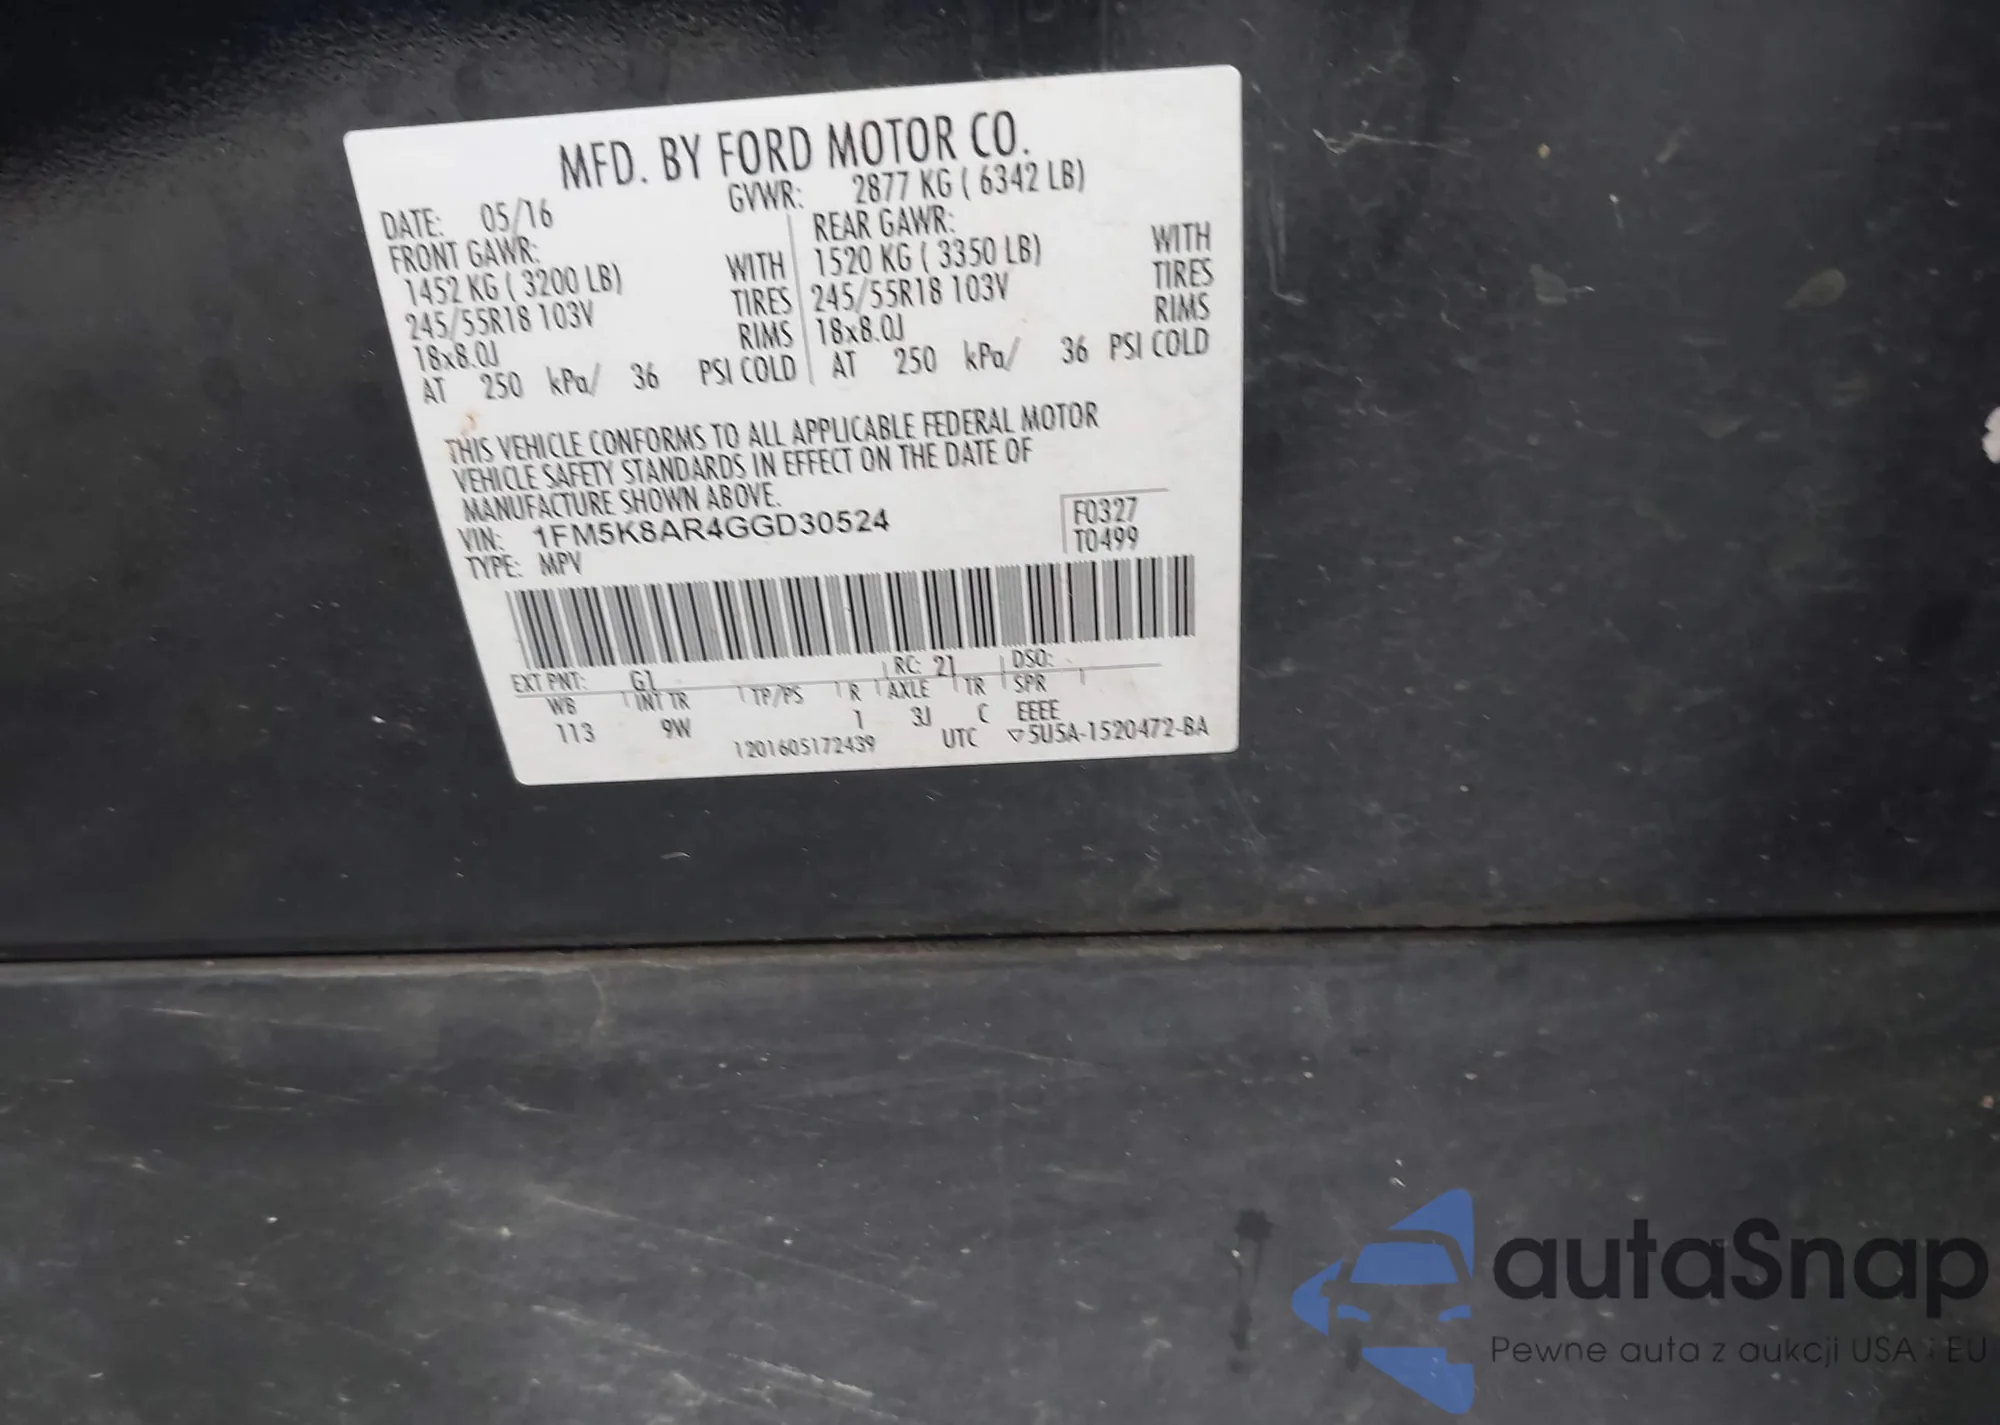 MFD. BY FORD MOTOR CO.
DATE: 05/16 GVWR: 2877 KG ( 6342 LB)
FRONT GAWR: REAR GAWR:
1452 KG ( 3200 LB) WITH 1520 KG ( 3350 LB) WITH
245/55R18 103V TIRES 245/55R18 103V TIRES
18x8.0J RIMS 18x8.0J RIMS
AT 250 kPa/ 36 PSI COLD AT 250 kPa/ 36 PSI COLD
THIS VEHICLE CONFORMS TO ALL APPLICABLE FEDERAL MOTOR
VEHICLE SAFETY STANDARDS IN EFFECT ON THE DATE OF
MANUFACTURE SHOWN ABOVE.
VIN: 1FM5K8AR4GGD30524 F0327
TYPE: MPV T0499
EXT PNT: G1 RC: 21 DSO:
WB INT TR TP/PS R AXLE TR SPR
113 9W 1 3J C EEEE
1201605172439 UTC ▽5U5A-1520472-BA
autaSnap
Pewne auta z aukcji USA i EU